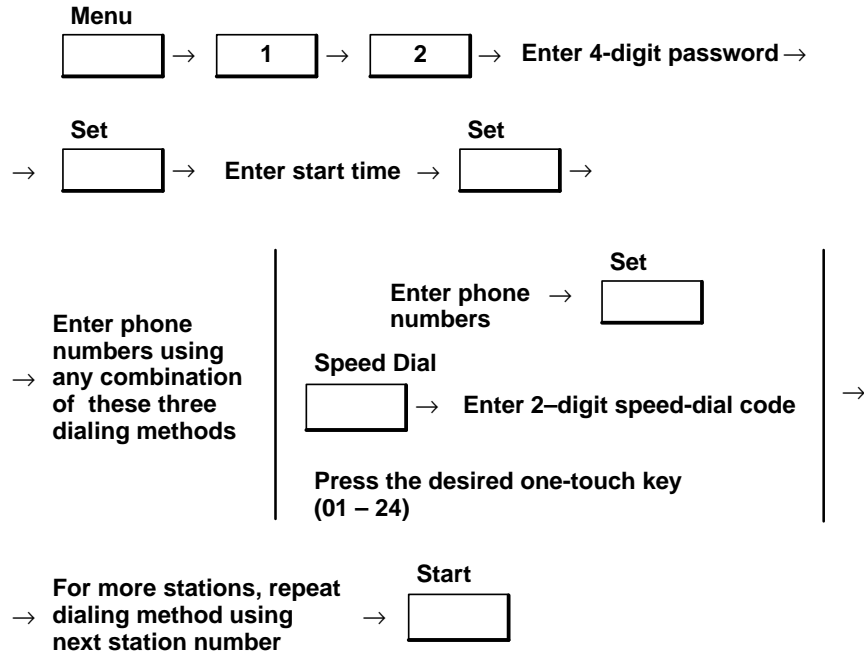 Menu
→ 1 → 2 → Enter 4-digit password →
Set
Set
→ → Enter start time → →
→ Enter phone
numbers using
any combination
of these three
dialing methods
Set
Enter phone →
numbers
Speed Dial
→ Enter 2–digit speed-dial code
Press the desired one-touch key
(01 – 24)
→
For more stations, repeat
→ dialing method using
next station number
→
Start